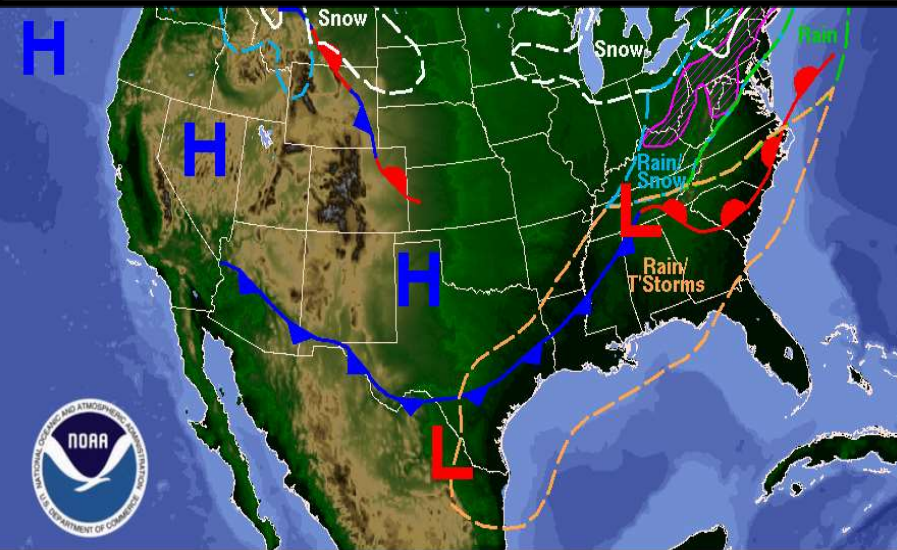 Snow
Rain
H
Snow
H
Rain/
Snow
L
H
Rain/
T'Storms
L
NOAA
NATIONAL OCEANIC AND ATMOSPHERIC ADMINISTRATION
U.S. DEPARTMENT OF COMMERCE